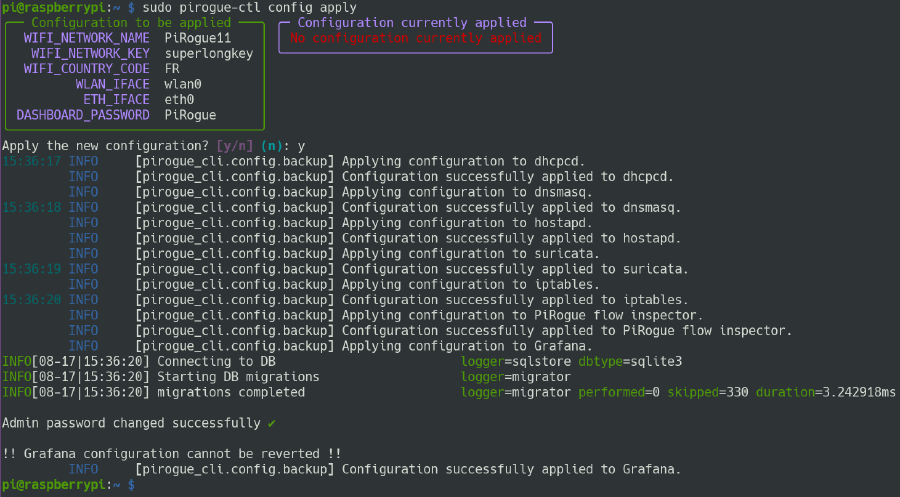 pi@raspberrypi:~ $ sudo pirogue-ctl config apply
Configuration to be applied
WIFI_NETWORK_NAME PiRogue11
WIFI_NETWORK_KEY superlongkey
WIFI_COUNTRY_CODE FR
WLAN_IFACE wlan0
ETH_IFACE eth0
DASHBOARD_PASSWORD PiRogue
Configuration currently applied
No configuration currently applied
Apply the new configuration? [y/n] (n): y
15:36:17 INFO [pirogue_cli.config.backup] Applying configuration to dhcpcd.
INFO [pirogue_cli.config.backup] Configuration successfully applied to dhcpcd.
INFO [pirogue_cli.config.backup] Applying configuration to dnsmasq.
15:36:18 INFO [pirogue_cli.config.backup] Configuration successfully applied to dnsmasq.
INFO [pirogue_cli.config.backup] Applying configuration to hostapd.
INFO [pirogue_cli.config.backup] Configuration successfully applied to hostapd.
INFO [pirogue_cli.config.backup] Applying configuration to suricata.
15:36:19 INFO [pirogue_cli.config.backup] Configuration successfully applied to suricata.
INFO [pirogue_cli.config.backup] Applying configuration to iptables.
15:36:20 INFO [pirogue_cli.config.backup] Configuration successfully applied to iptables.
INFO [pirogue_cli.config.backup] Applying configuration to PiRogue flow inspector.
INFO [pirogue_cli.config.backup] Configuration successfully applied to PiRogue flow inspector.
INFO [pirogue_cli.config.backup] Applying configuration to Grafana.
INFO[08-17|15:36:20] Connecting to DB logger=sqlstore dbtype=sqlite3
INFO[08-17|15:36:20] Starting DB migrations logger=migrator
INFO[08-17|15:36:20] migrations completed logger=migrator performed=0 skipped=330 duration=3.242918ms
Admin password changed successfully ✔
!! Grafana configuration cannot be reverted !!
INFO [pirogue_cli.config.backup] Configuration successfully applied to Grafana.
pi@raspberrypi:~ $